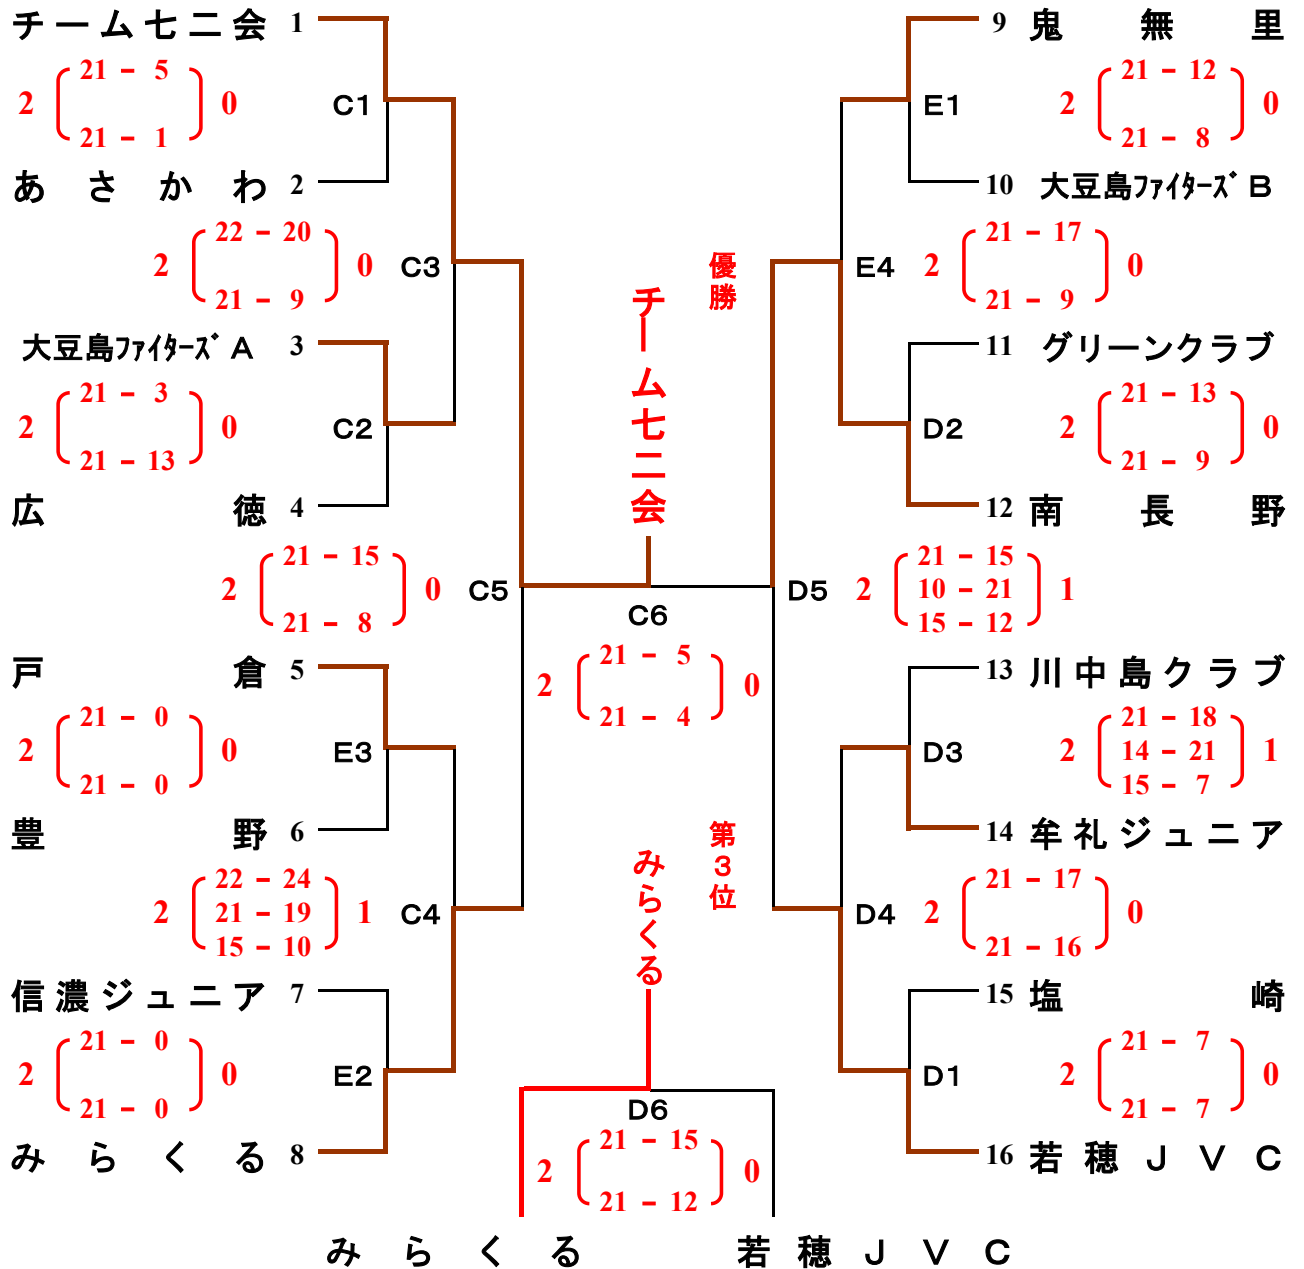 チーム七二会 1
2 21 - 5 0
21 - 1
C1
あさかわ 2
2 22 - 20 0
21 - 9
C3
大豆島ﾌｧｲﾀｰｽﾞ A 3
2 21 - 3 0
21 - 13
C2
広徳 4
2 21 - 15 0
21 - 8
C5
戸倉 5
2 21 - 0 0
21 - 0
E3
豊野 6
2 22 - 24 1
21 - 19
15 - 10
C4
信濃ジュニア 7
2 21 - 0 0
21 - 0
E2
みらくる 8
優勝
チーム七二会
C6
2 21 - 5 0
21 - 4
第3位
みらくる
D6
2 21 - 15 0
21 - 12
みらくる
若穂JVC
9 鬼無里
E1
2 21 - 12 0
21 - 8
10 大豆島ﾌｧｲﾀｰｽﾞ B
E4
2 21 - 17 0
21 - 9
11 グリーンクラブ
D2
2 21 - 13 0
21 - 9
12 南長野
D5
2 21 - 15 1
10 - 21
15 - 12
13 川中島クラブ
D3
2 21 - 18 1
14 - 21
15 - 7
14 牟礼ジュニア
D4
2 21 - 17 0
21 - 16
15 塩崎
D1
2 21 - 7 0
21 - 7
16 若穂JVC